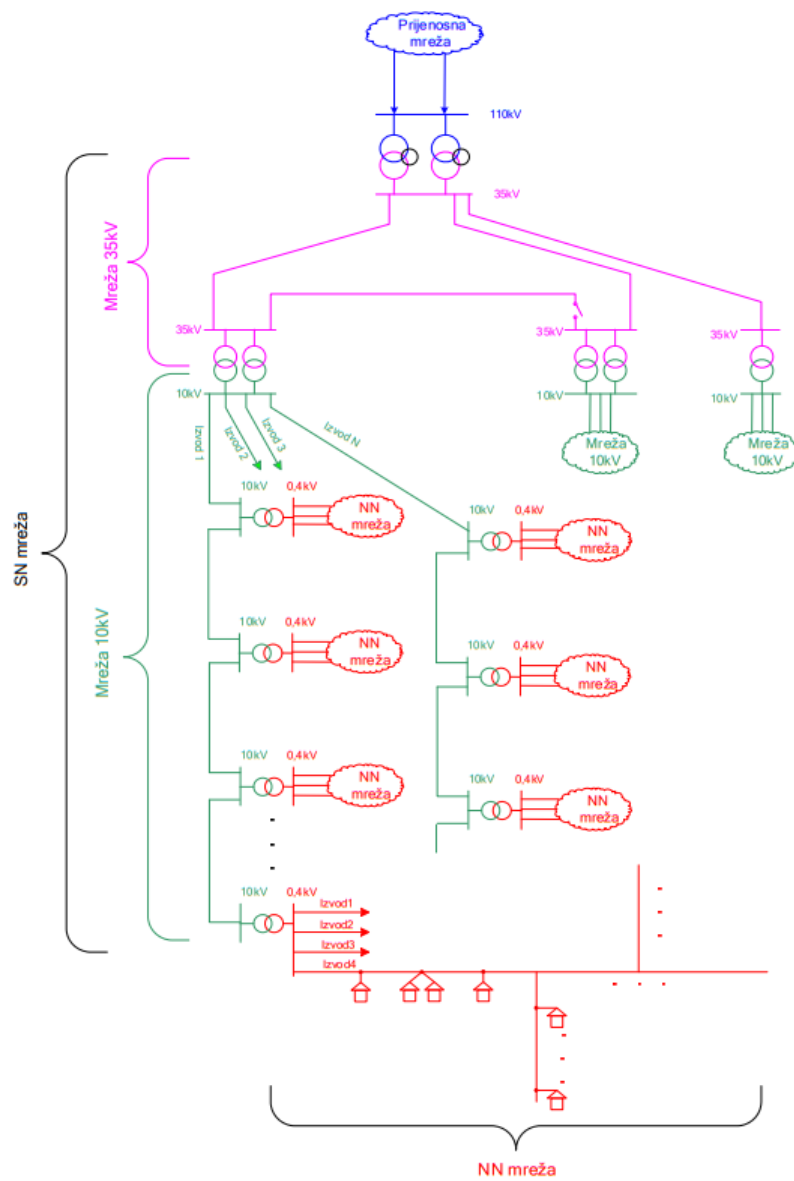 Prijenosna
mreža
110kV
35kV
Mreža 35kV
35kV
35kV
35kV
10kV
10kV
10kV
Izvod 1
Izvod 2
Izvod 3
Izvod N
Mreža
10kV
Mreža
10kV
SN mreža
Mreža 10kV
10kV
0,4kV
NN
mreža
10kV
0,4kV
NN
mreža
10kV
0,4kV
NN
mreža
10kV
0,4kV
NN
mreža
10kV
0,4kV
NN
mreža
10kV
0,4kV
NN
mreža
10kV
0,4kV
Izvod1
Izvod2
Izvod3
Izvod4
NN mreža